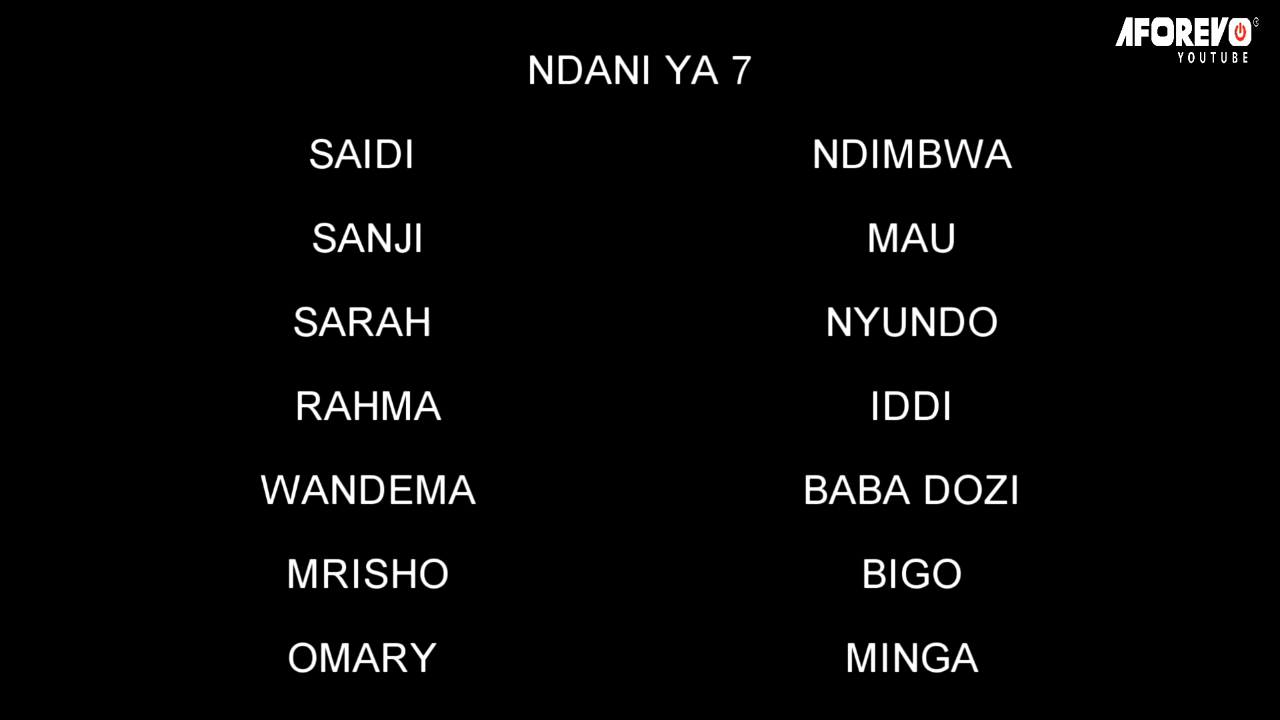 AFOREVO
YOUTUBE
NDANI YA 7
SAIDI NDIMBWA
SANJI MAU
SARAH NYUNDO
RAHMA IDDI
WANDEMA BABA DOZI
MRISHO BIGO
OMARY MINGA